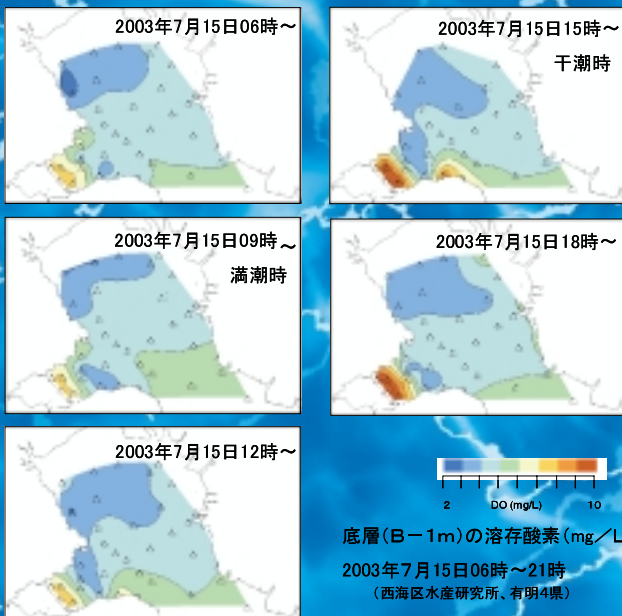 2003年7月15日06時～
2003年7月15日15時～
干潮時
2003年7月15日09時～
満潮時
2003年7月15日18時～
2003年7月15日12時～
2 DO (mg/L) 10
底層(B－1m)の溶存酸素(mg／L
2003年7月15日06時～21時
（西海区水産研究所、有明4県）